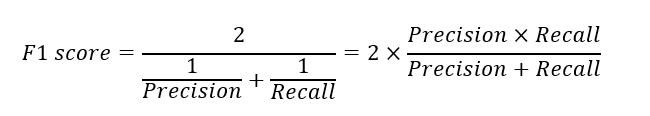 F1 score = 2 / (1/Precision + 1/Recall) = 2 × (Precision × Recall) / (Precision + Recall)